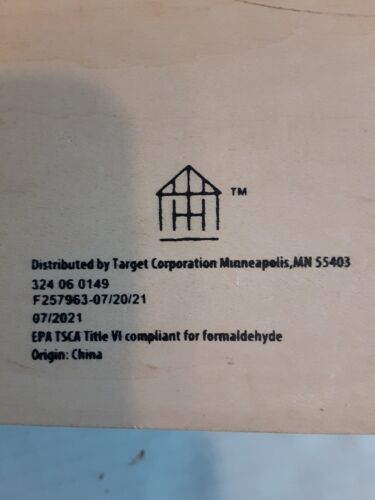 TM
Distributed by Target Corporation Minneapolis,MN 55403
324 06 0149
F257963-07/20/21
07/2021
EPA TSCA Title VI compliant for formaldehyde
Origin: China